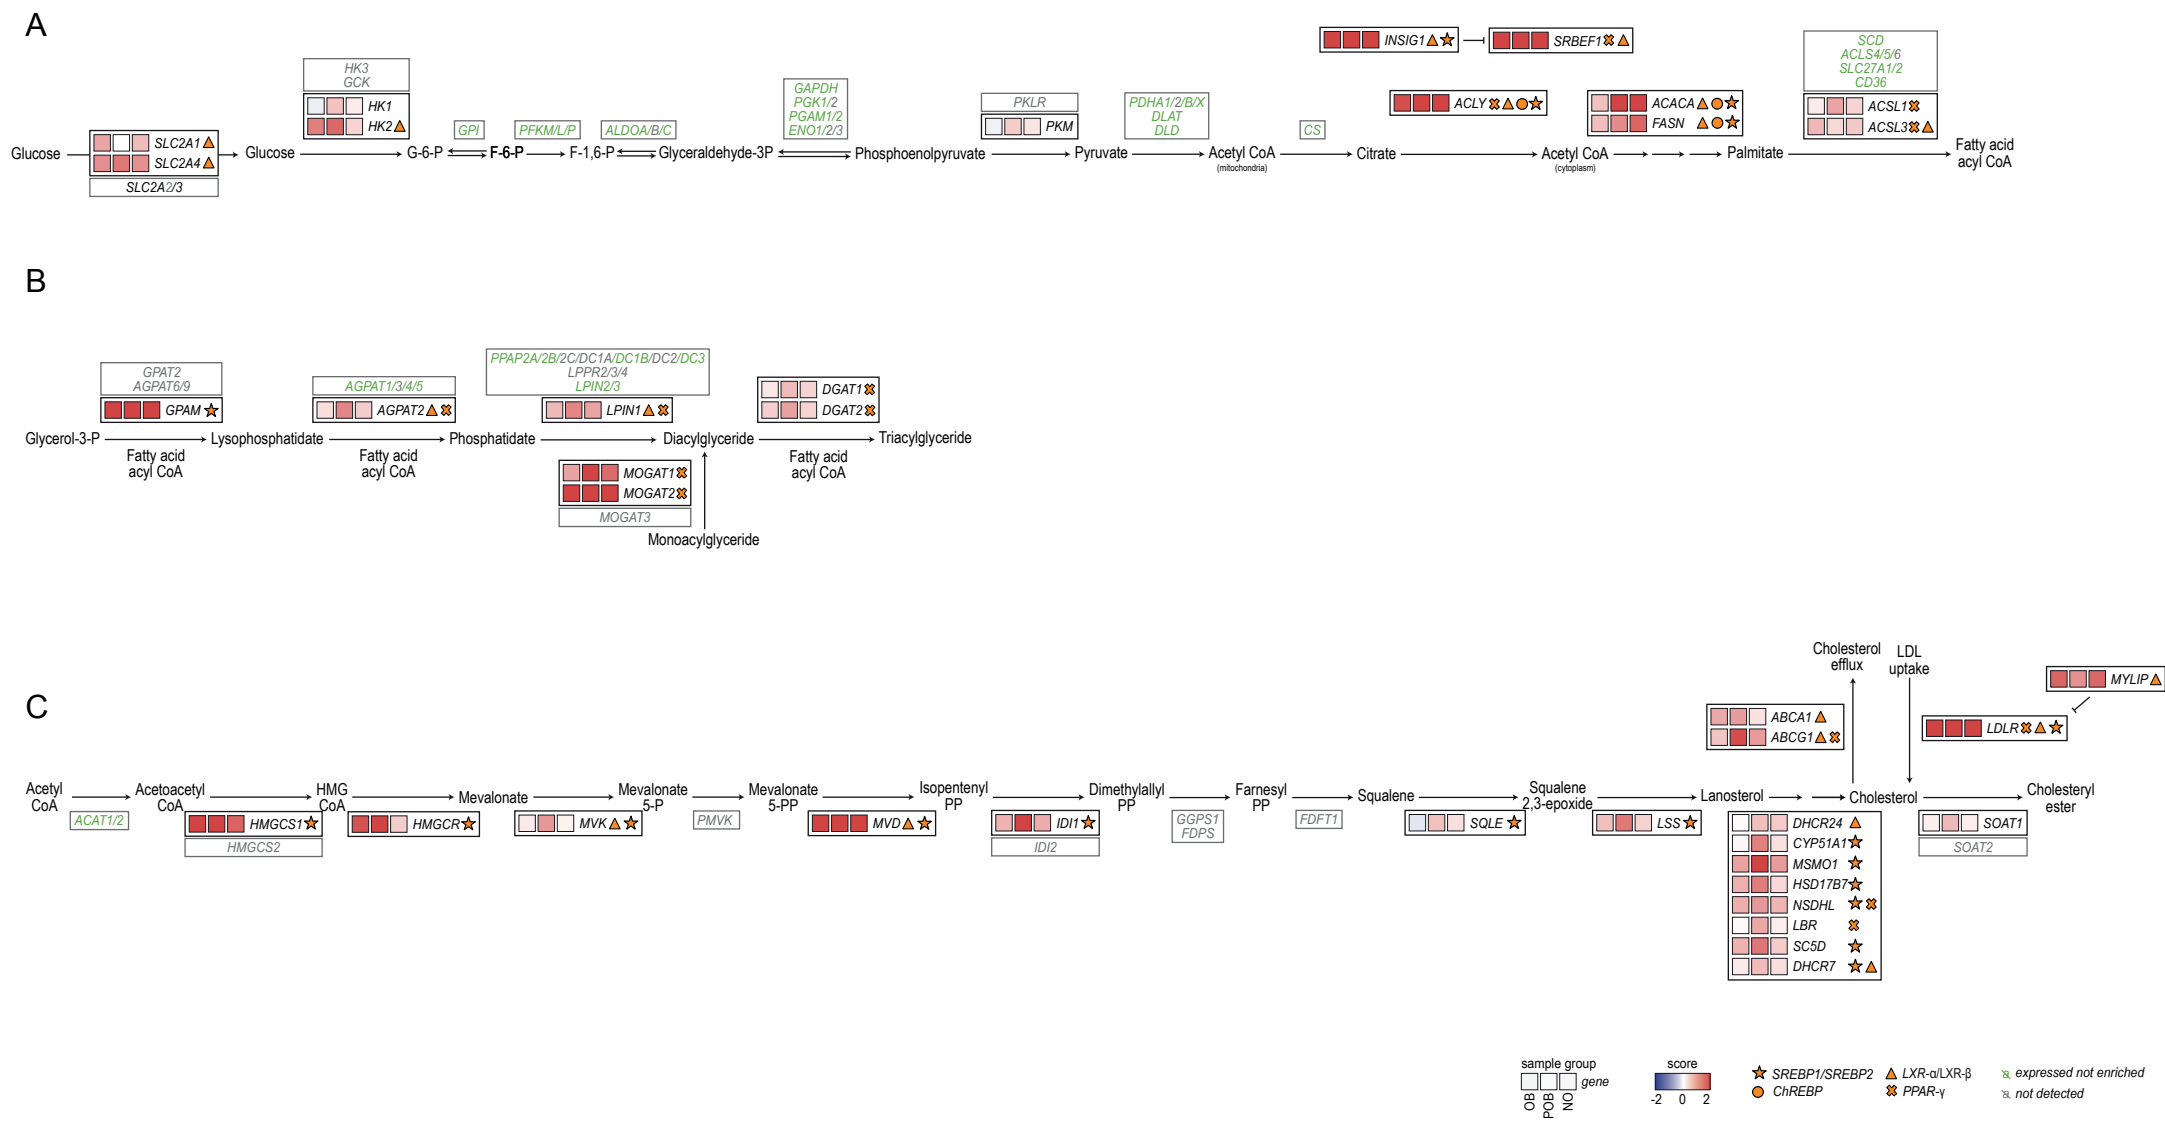 A
INSIG1
SRBEF1
HK3
GCK
HK1
HK2
SLC2A1
SLC2A4
SLC2A2/3
GPI
PFKM/L/P
ALDOA/B/C
GAPDH
PGK1/2
PGAM1/2
ENO1/2/3
PKLR
PKM
PDHA1/2/B/X
DLAT
DLD
CS
ACLY
ACACA
FASN
SCD
ACLS4/5/6
SLC27A1/2
CD36
ACSL1
ACSL3
Glucose
Glucose
G-6-P
F-6-P
F-1,6-P
Glyceraldehyde-3P
Phosphoenolpyruvate
Pyruvate
Acetyl CoA
(mitochondria)
Citrate
Acetyl CoA
(cytoplasm)
Palmitate
Fatty acid
acyl CoA
B
GPAT2
AGPAT6/9
GPAM
AGPAT1/3/4/5
AGPAT2
PPAP2A/2B/2C/DC1A/DC1B/DC2/DC3
LPPR2/3/4
LPIN2/3
LPIN1
DGAT1
DGAT2
Glycerol-3-P
Lysophosphatidate
Phosphatidate
Diacylglyceride
Triacylglyceride
Fatty acid
acyl CoA
Fatty acid
acyl CoA
Fatty acid
acyl CoA
MOGAT1
MOGAT2
MOGAT3
Monoacylglyceride
C
Cholesterol
efflux
LDL
uptake
MYLIP
ABCA1
ABCG1
LDLR
Acetyl
CoA
Acetoacetyl
CoA
HMG
CoA
Mevalonate
Mevalonate
5-P
Mevalonate
5-PP
Isopentenyl
PP
Dimethylallyl
PP
Farnesyl
PP
Squalene
Squalene
2,3-epoxide
Lanosterol
Cholesterol
Cholesteryl
ester
ACAT1/2
HMGCS1
HMGCS2
HMGCR
MVK
PMVK
MVD
IDI1
IDI2
GGPS1
FDPS
FDFT1
SQLE
LSS
DHCR24
CYP51A1
MSMO1
HSD17B7
NSDHL
LBR
SC5D
DHCR7
SOAT1
SOAT2
sample group
gene
OB
POB
NO
score
-2 0 2
SREBP1/SREBP2
ChREBP
LXR-α/LXR-β
PPAR-γ
a expressed not enriched
a not detected